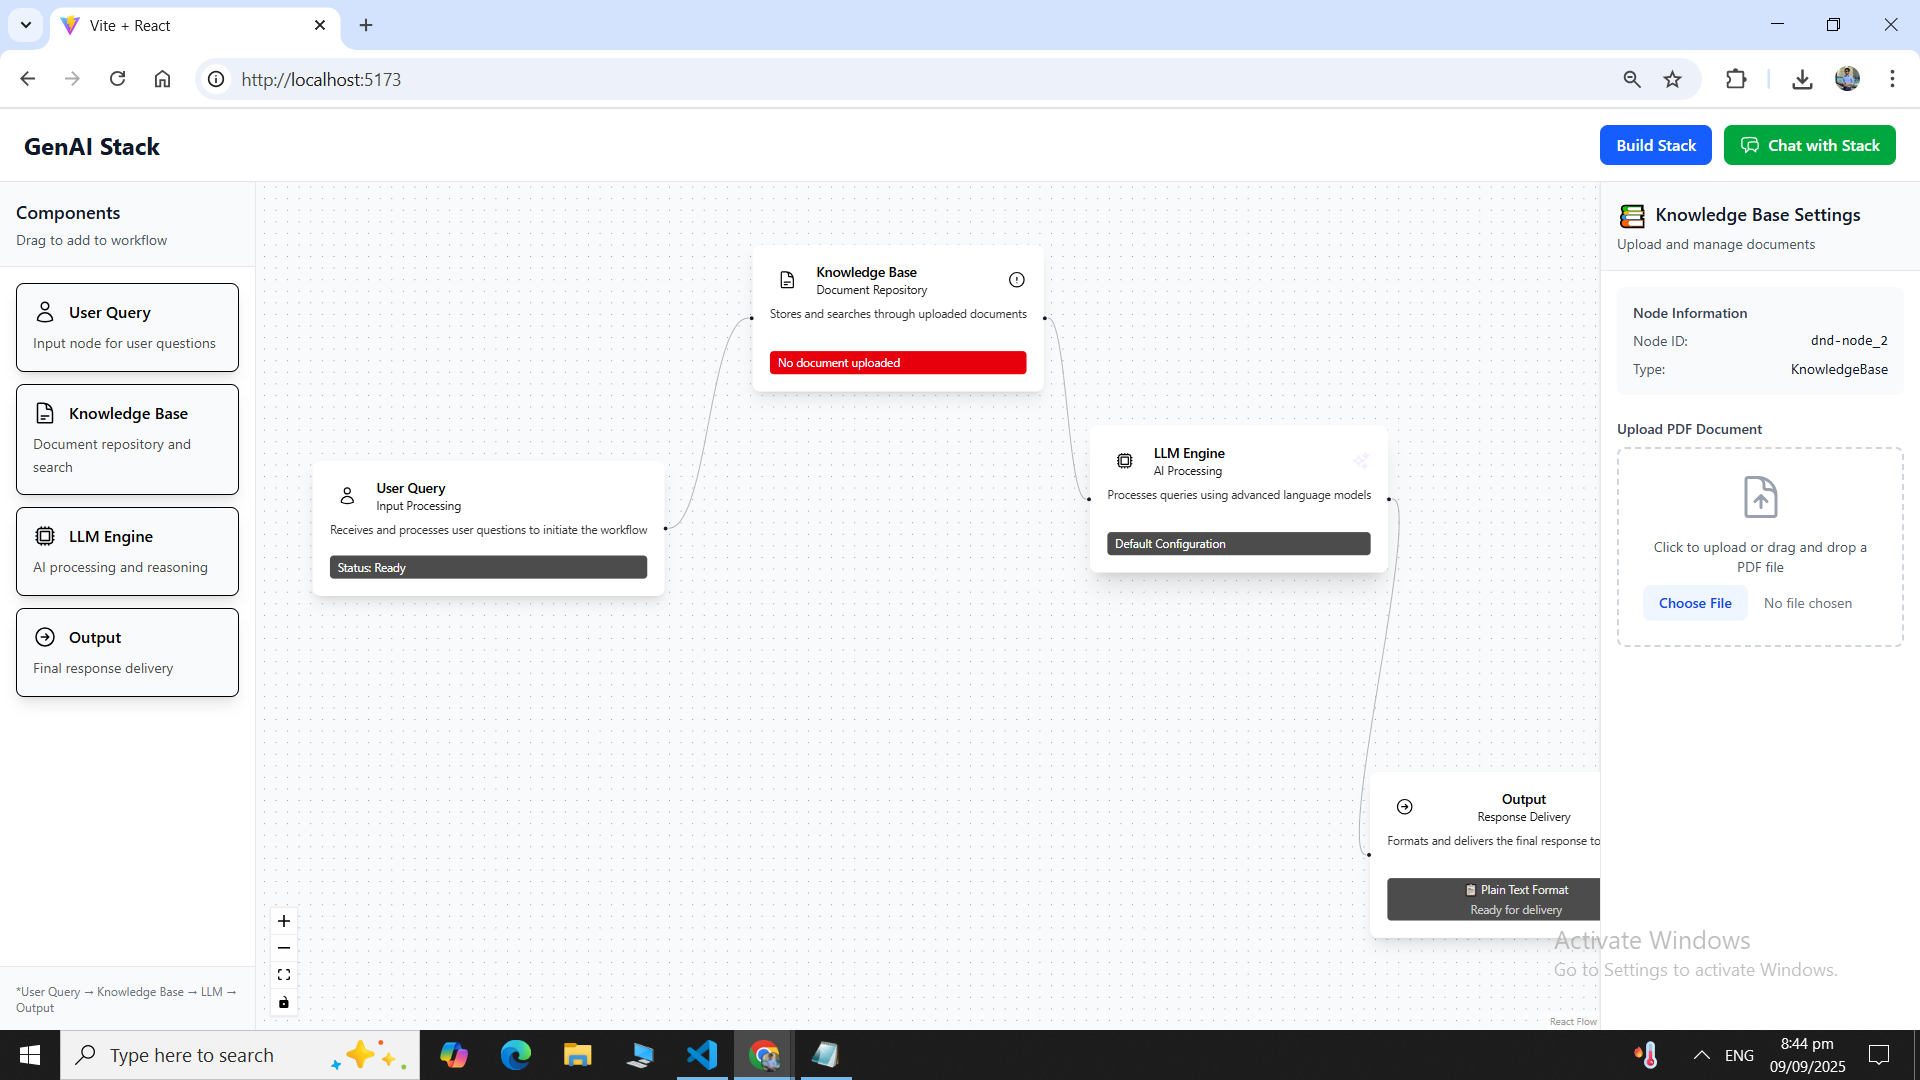 Vite + React
http://localhost:5173
GenAI Stack
Build Stack
Chat with Stack
Components
Drag to add to workflow
User Query
Input node for user questions
Knowledge Base
Document repository and
search
LLM Engine
AI processing and reasoning
Output
Final response delivery
*User Query → Knowledge Base → LLM →
Output
User Query
Input Processing
Receives and processes user questions to initiate the workflow
Status: Ready
Knowledge Base
Document Repository
Stores and searches through uploaded documents
No document uploaded
LLM Engine
AI Processing
Processes queries using advanced language models
Default Configuration
Output
Response Delivery
Formats and delivers the final response to
📋 Plain Text Format
Ready for delivery
React Flow
Knowledge Base Settings
Upload and manage documents
Node Information
Node ID: dnd-node_2
Type: KnowledgeBase
Upload PDF Document
Click to upload or drag and drop a
PDF file
Choose File No file chosen
Activate Windows
Go to Settings to activate Windows.
Type here to search
ENG
8:44 pm
09/09/2025